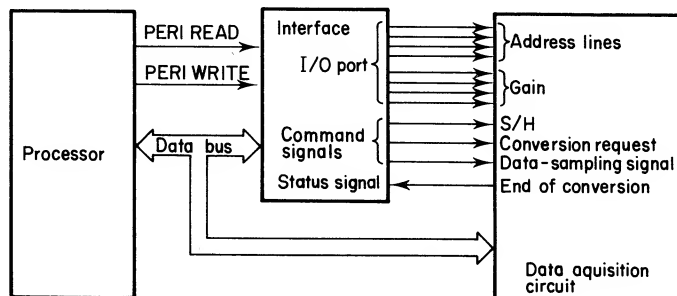 Processor
PERI READ
PERI WRITE
Data bus
Interface
I/O port
Command
signals
Status signal
Address lines
Gain
S/H
Conversion request
Data-sampling signal
End of conversion
Data aquisition
circuit